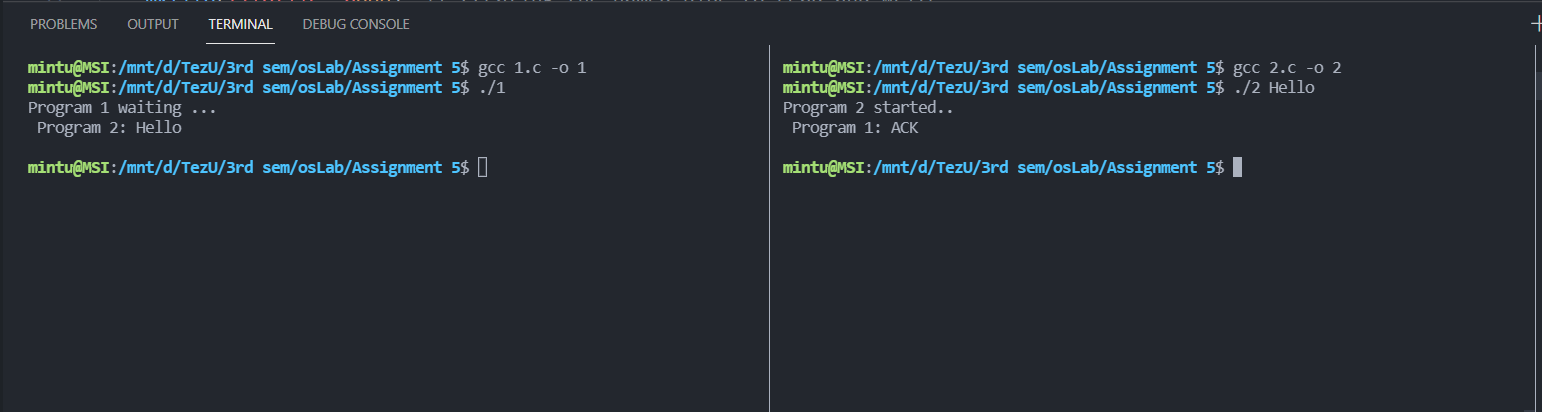 PROBLEMS OUTPUT TERMINAL DEBUG CONSOLE
mintu@MSI:/mnt/d/TezU/3rd sem/osLab/Assignment 5$ gcc 1.c -o 1
mintu@MSI:/mnt/d/TezU/3rd sem/osLab/Assignment 5$ ./1
Program 1 waiting ...
Program 2: Hello
mintu@MSI:/mnt/d/TezU/3rd sem/osLab/Assignment 5$
mintu@MSI:/mnt/d/TezU/3rd sem/osLab/Assignment 5$ gcc 2.c -o 2
mintu@MSI:/mnt/d/TezU/3rd sem/osLab/Assignment 5$ ./2 Hello
Program 2 started..
Program 1: ACK
mintu@MSI:/mnt/d/TezU/3rd sem/osLab/Assignment 5$